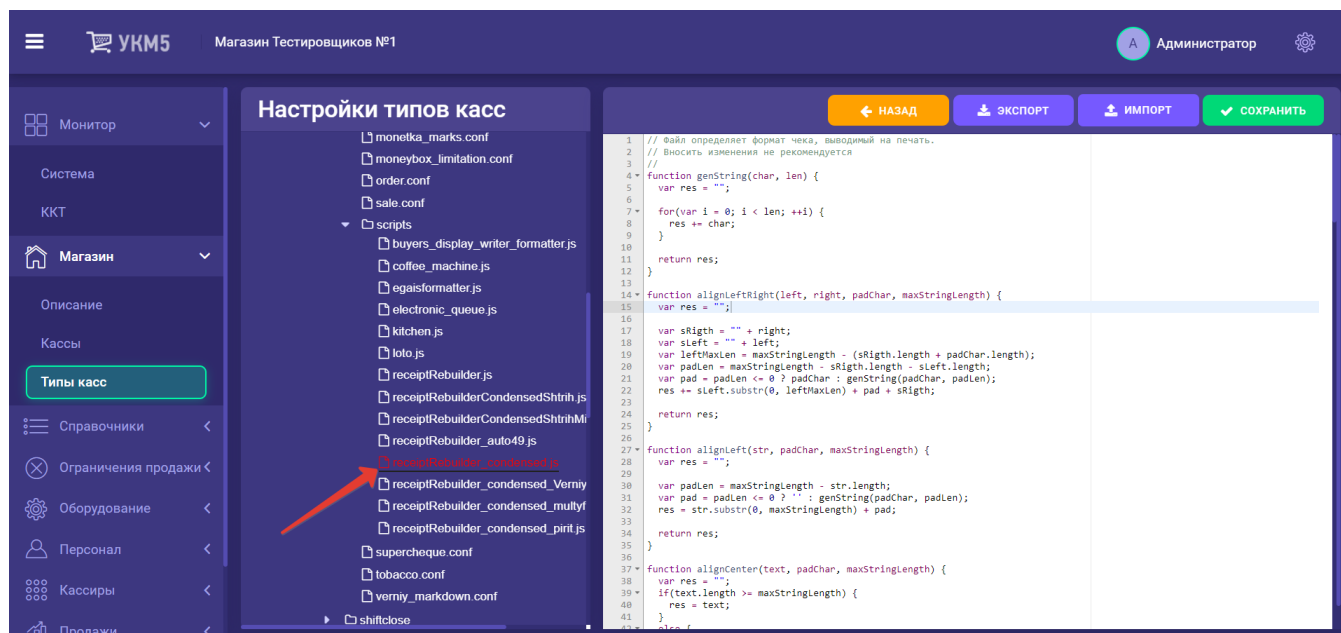 УКМ5
Магазин Тестировщиков №1
А
Администратор
Монитор
Система
ККТ
Магазин
Описание
Кассы
Типы касс
Справочники
Ограничения продажи
Оборудование
Персонал
Кассиры
Продажи
Настройки типов касс
monetka_marks.conf
moneybox_limitation.conf
order.conf
sale.conf
scripts
buyers_display_writer_formatter.js
coffee_machine.js
egaisformatter.js
electronic_queue.js
kitchen.js
loto.js
receiptRebuilder.js
receiptRebuilderCondensedShtrih.js
receiptRebuilderCondensedShtrihMi
receiptRebuilder_auto49.js
receiptRebuilder_condensed.js
receiptRebuilder_condensed_Verniy
receiptRebuilder_condensed_multyf
receiptRebuilder_condensed_pirit.js
supercheque.conf
tobacco.conf
verniy_markdown.conf
shiftclose
НАЗАД
ЭКСПОРТ
ИМПОРТ
СОХРАНИТЬ
1 // Файл определяет формат чека, выводимый на печать.
2 // Вносить изменения не рекомендуется
3 //
4 function genString(char, len) {
5 var res = "";
6
7 for(var i = 0; i < len; ++i) {
8 res += char;
9 }
10
11 return res;
12 }
13
14 function alignLeftRight(left, right, padChar, maxStringLength) {
15 var res = "";
16
17 var sRigth = "" + right;
18 var sLeft = "" + left;
19 var leftMaxLen = maxStringLength - (sRigth.length + padChar.length);
20 var padLen = maxStringLength - sRigth.length - sLeft.length;
21 var pad = padLen <= 0 ? padChar : genString(padChar, padLen);
22 res += sLeft.substr(0, leftMaxLen) + pad + sRigth;
23
24 return res;
25 }
26
27 function alignLeft(str, padChar, maxStringLength) {
28 var res = "";
29
30 var padLen = maxStringLength - str.length;
31 var pad = padLen <= 0 ? '' : genString(padChar, padLen);
32 res = str.substr(0, maxStringLength) + pad;
33
34 return res;
35 }
36
37 function alignCenter(text, padChar, maxStringLength) {
38 var res = "";
39 if(text.length >= maxStringLength) {
40 res = text;
41 }
42 else {